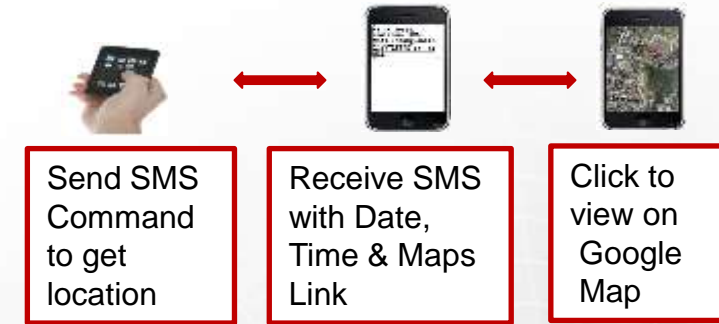 Send SMS
Command
to get
location
Receive SMS
with Date,
Time & Maps
Link
Click to
view on
Google
Map